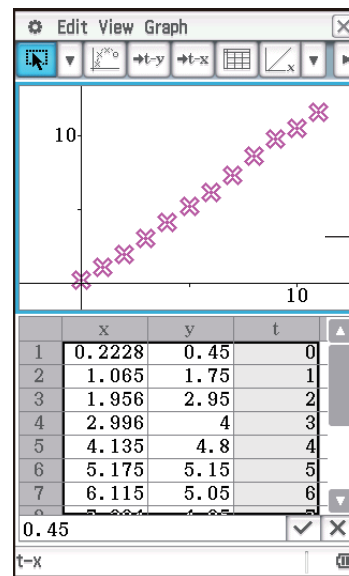 Edit View Graph
→t-y →t-x
10
10
x y t
1 0.2228 0.45 0
2 1.065 1.75 1
3 1.956 2.95 2
4 2.996 4 3
5 4.135 4.8 4
6 5.175 5.15 5
7 6.115 5.05 6
0.45
t-x